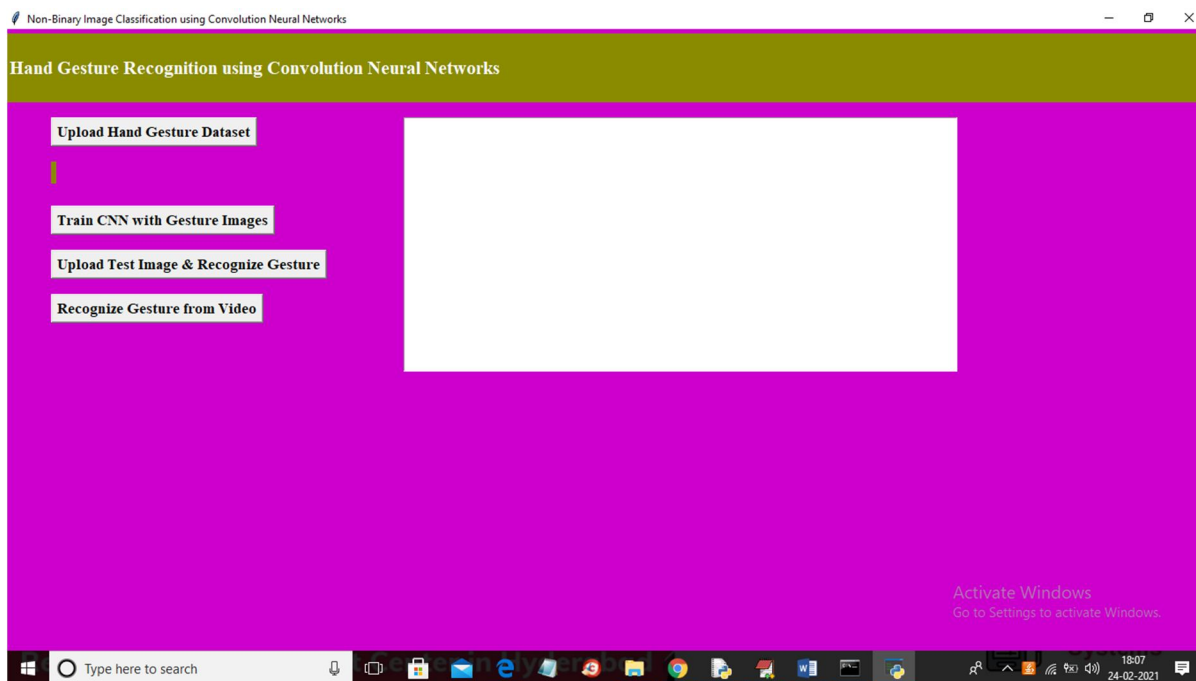 Non-Binary Image Classification using Convolution Neural Networks
Hand Gesture Recognition using Convolution Neural Networks
Upload Hand Gesture Dataset
Train CNN with Gesture Images
Upload Test Image & Recognize Gesture
Recognize Gesture from Video
Activate Windows
Go to Settings to activate Windows.
Type here to search
18:07
24-02-2021